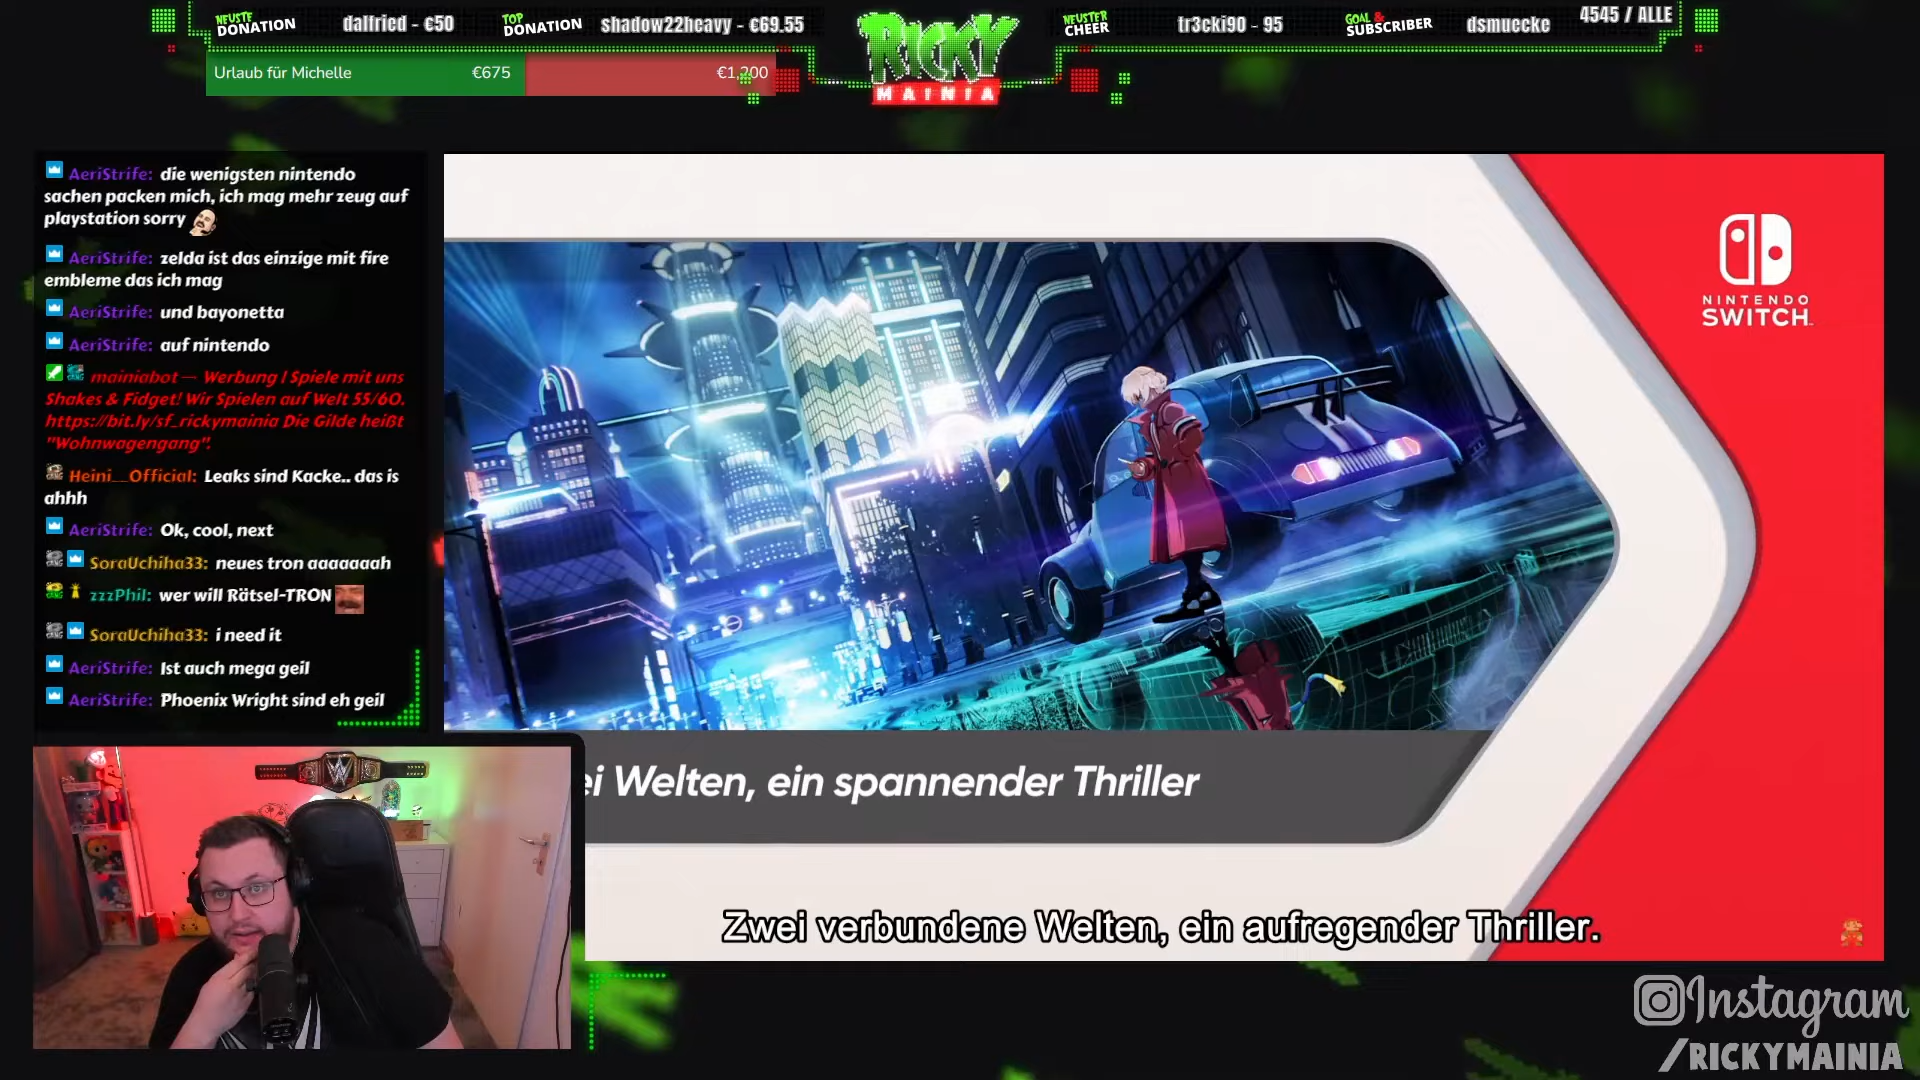 NEUSTE
DONATION
dalfried - €50
TOP
DONATION
shadow22heavy - €69.55
RICKY
MAINIA
NEUSTER
CHEER
tr3cki90 - 95
GOAL &
SUBSCRIBER
dsmuecke
4545 / ALLE
Urlaub für Michelle
€675
€1,200
AeriStrife: die wenigsten nintendo
sachen packen mich, ich mag mehr zeug auf
playstation sorry
AeriStrife: zelda ist das einzige mit fire
embleme das ich mag
AeriStrife: und bayonetta
AeriStrife: auf nintendo
mainiabot — Werbung | Spiele mit uns
Shakes & Fidget! Wir Spielen auf Welt 55/60.
https://bit.ly/sf_rickymainia Die Gilde heißt
"Wohnwagengang".
Heini__Official: Leaks sind Kacke.. das is
ahhh
AeriStrife: Ok, cool, next
SoraUchiha33: neues tron aaaaaaah
zzzPhil: wer will Rätsel-TRON
SoraUchiha33: i need it
AeriStrife: Ist auch mega geil
AeriStrife: Phoenix Wright sind eh geil
NINTENDO
SWITCH
ei Welten, ein spannender Thriller
Zwei verbundene Welten, ein aufregender Thriller.
Instagram
/RICKYMAINIA